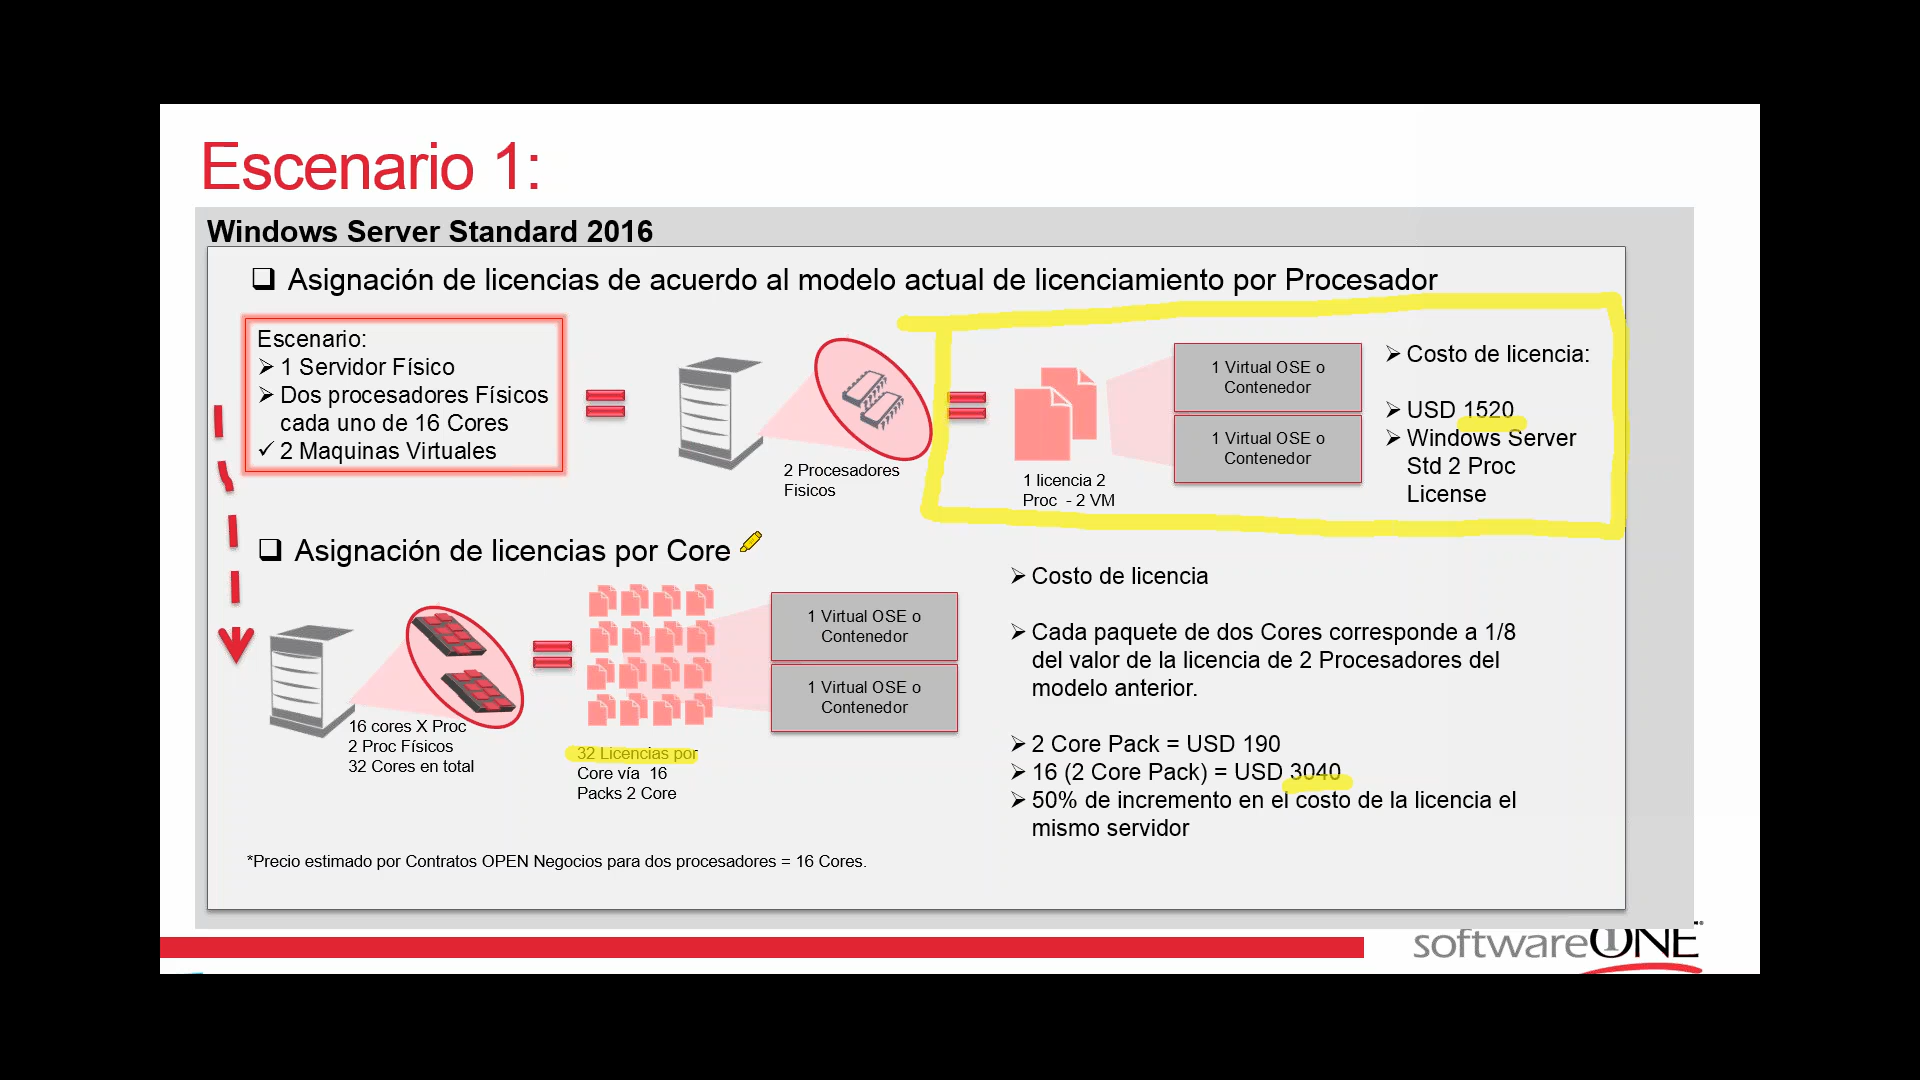 Escenario 1:
Windows Server Standard 2016
❑ Asignación de licencias de acuerdo al modelo actual de licenciamiento por Procesador
Escenario:
➢ 1 Servidor Físico
➢ Dos procesadores Físicos
cada uno de 16 Cores
✓ 2 Maquinas Virtuales
2 Procesadores
Fisicos
1 licencia 2
Proc - 2 VM
1 Virtual OSE o
Contenedor
1 Virtual OSE o
Contenedor
➢ Costo de licencia:
➢ USD 1520
➢ Windows Server
Std 2 Proc
License
❑ Asignación de licencias por Core
16 cores X Proc
2 Proc Físicos
32 Cores en total
32 Licencias por
Core vía 16
Packs 2 Core
1 Virtual OSE o
Contenedor
1 Virtual OSE o
Contenedor
➢ Costo de licencia
➢ Cada paquete de dos Cores corresponde a 1/8
del valor de la licencia de 2 Procesadores del
modelo anterior.
➢ 2 Core Pack = USD 190
➢ 16 (2 Core Pack) = USD 3040
➢ 50% de incremento en el costo de la licencia el
mismo servidor
*Precio estimado por Contratos OPEN Negocios para dos procesadores = 16 Cores.
softwareONE